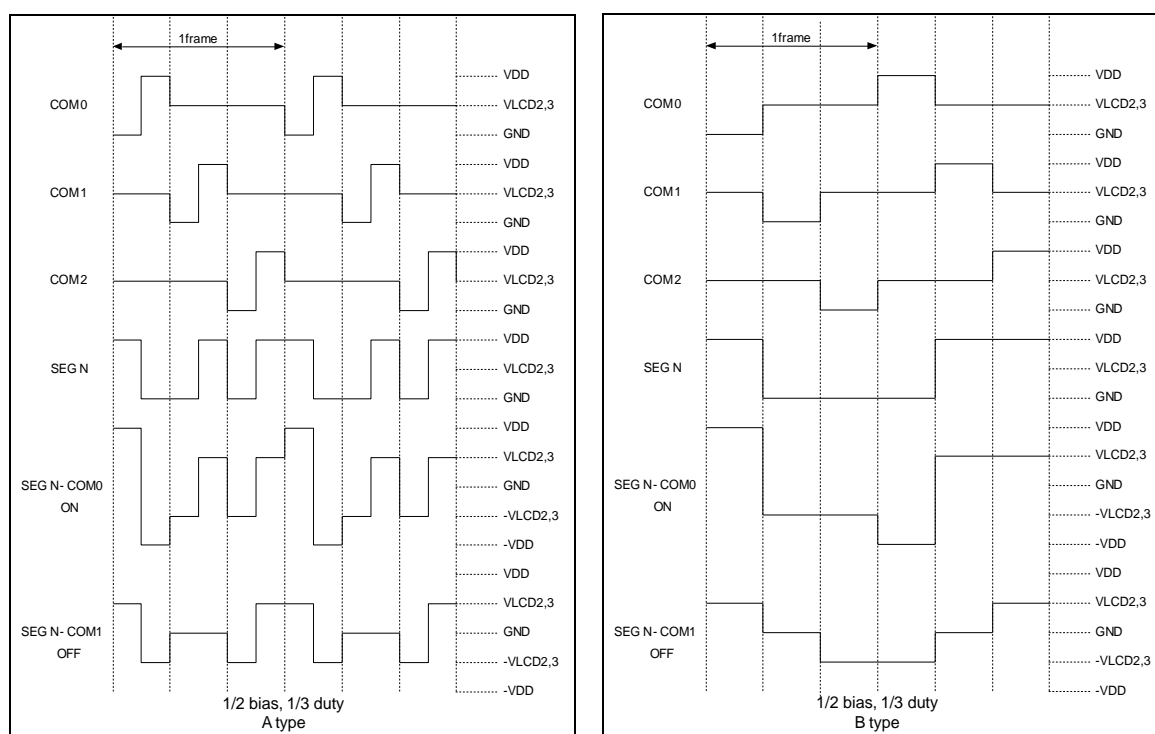 1frame
VDD
COM0
VLCD2,3
GND
VDD
COM1
VLCD2,3
GND
VDD
COM2
VLCD2,3
GND
VDD
SEG N
VLCD2,3
GND
VDD
VLCD2,3
SEG N- COM0
GND
ON
-VLCD2,3
-VDD
VDD
VLCD2,3
SEG N- COM1
GND
OFF
-VLCD2,3
-VDD
1/2 bias, 1/3 duty
A type
1frame
VDD
COM0
VLCD2,3
GND
VDD
COM1
VLCD2,3
GND
VDD
COM2
VLCD2,3
GND
VDD
SEG N
VLCD2,3
GND
VDD
VLCD2,3
SEG N- COM0
GND
ON
-VLCD2,3
-VDD
VDD
VLCD2,3
SEG N- COM1
GND
OFF
-VLCD2,3
-VDD
1/2 bias, 1/3 duty
B type